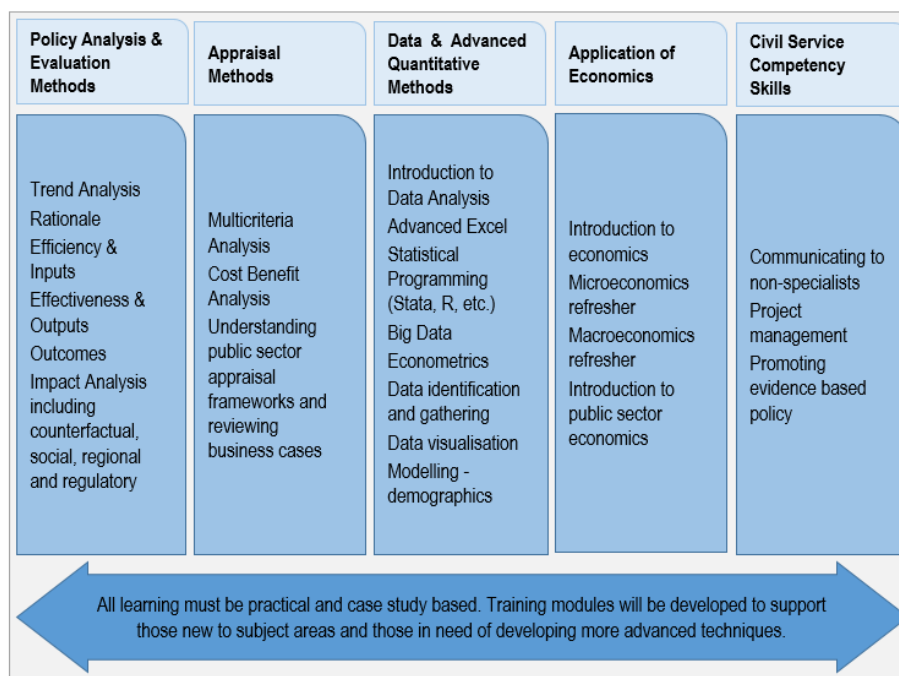 Policy Analysis &
Evaluation
Methods
Appraisal
Methods
Data & Advanced
Quantitative
Methods
Application of
Economics
Civil Service
Competency
Skills
Trend Analysis
Rationale
Efficiency &
Inputs
Effectiveness &
Outputs
Outcomes
Impact Analysis
including
counterfactual,
social, regional
and regulatory
Multicriteria
Analysis
Cost Benefit
Analysis
Understanding
public sector
appraisal
frameworks and
reviewing
business cases
Introduction to
Data Analysis
Advanced Excel
Statistical
Programming
(Stata, R, etc.)
Big Data
Econometrics
Data identification
and gathering
Data visualisation
Modelling -
demographics
Introduction to
economics
Microeconomics
refresher
Macroeconomics
refresher
Introduction to
public sector
economics
Communicating to
non-specialists
Project
management
Promoting
evidence based
policy
All learning must be practical and case study based. Training modules will be developed to support
those new to subject areas and those in need of developing more advanced techniques.